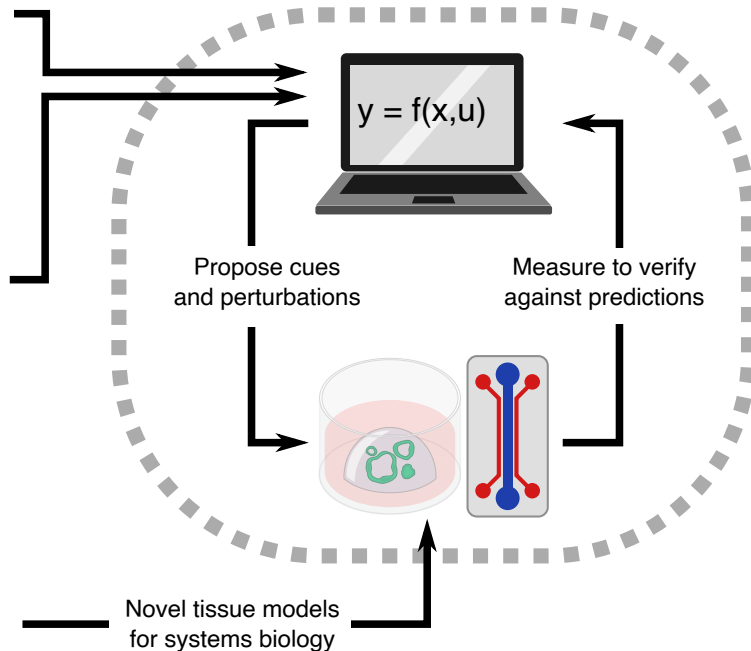 y = f(x,u)
Propose cues
and perturbations
Measure to verify
against predictions
Novel tissue models
for systems biology